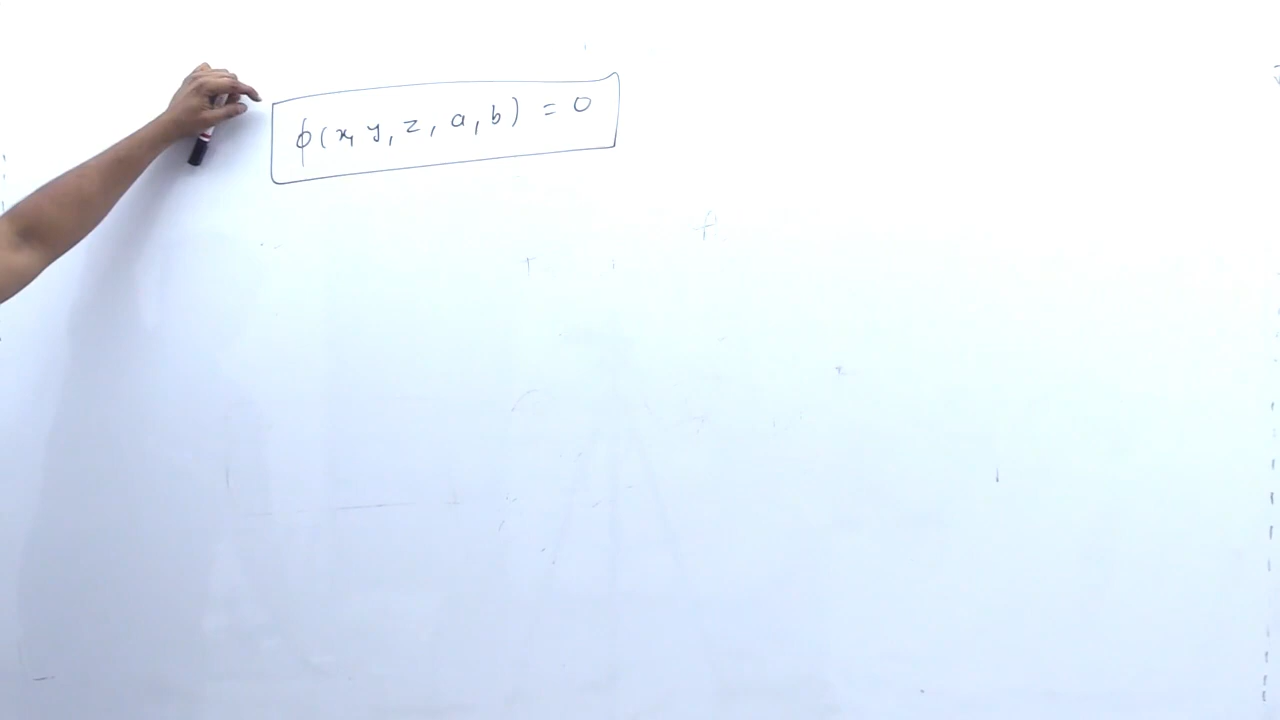 ϕ(x, y, z, a, b) = 0